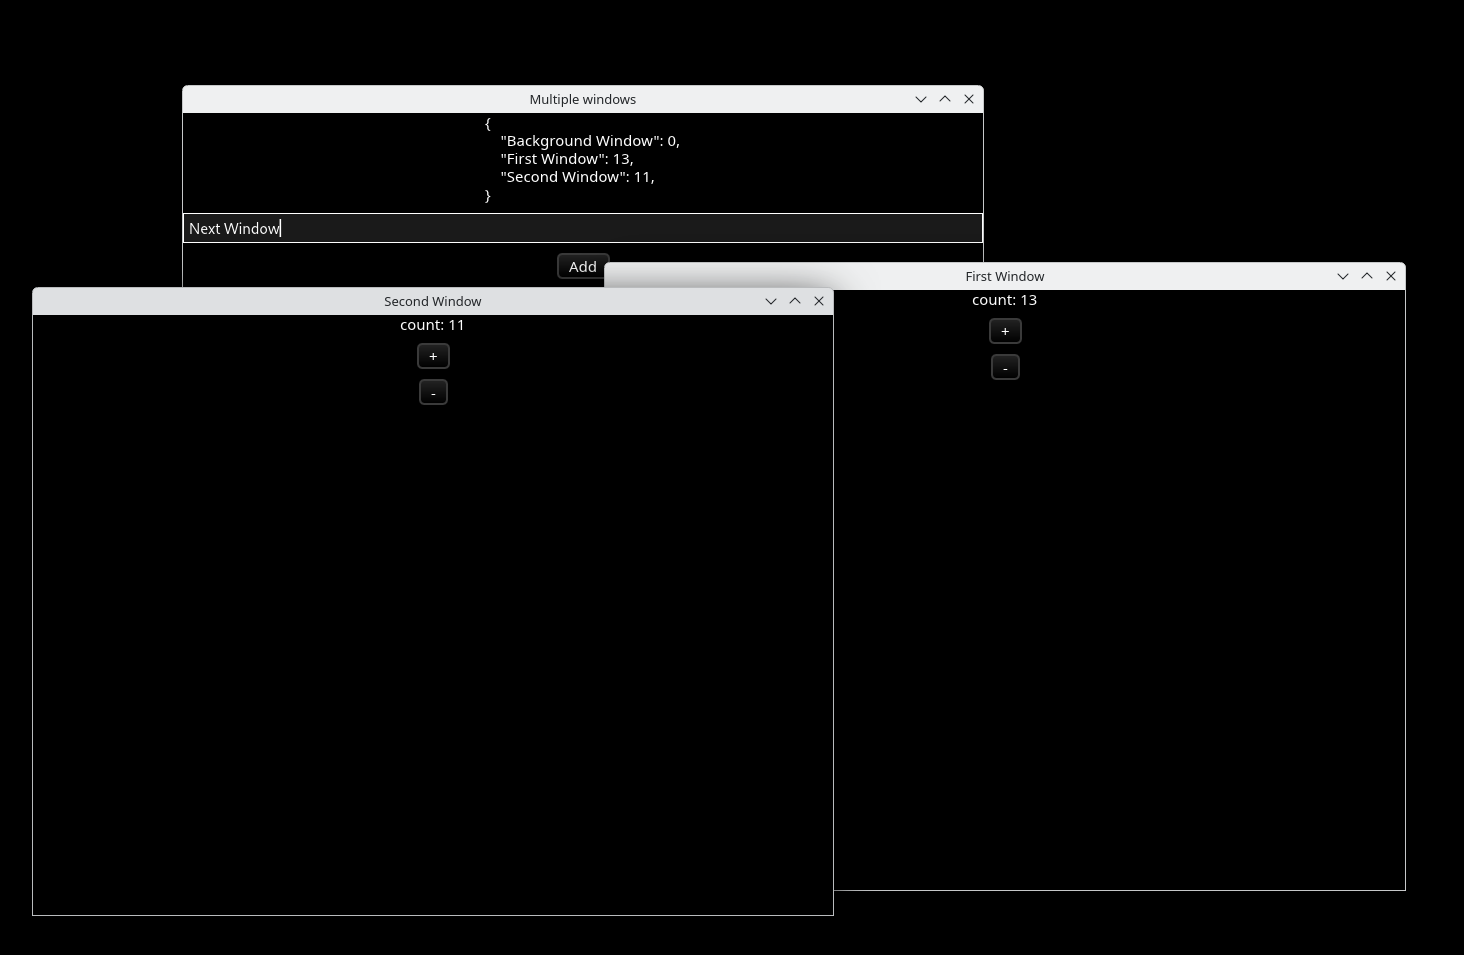 Multiple windows
{
"Background Window": 0,
"First Window": 13,
"Second Window": 11,
}
Next Window
Add
First Window
count: 13
+
-
Second Window
count: 11
+
-